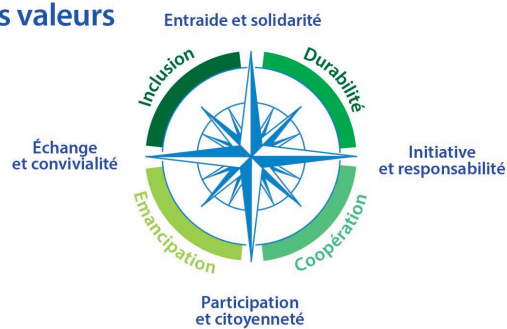 s valeurs
Entraide et solidarité
Inclusion
Durabilité
Échange
et convivialité
Initiative
et responsabilité
Emancipation
Coopération
Participation
et citoyenneté